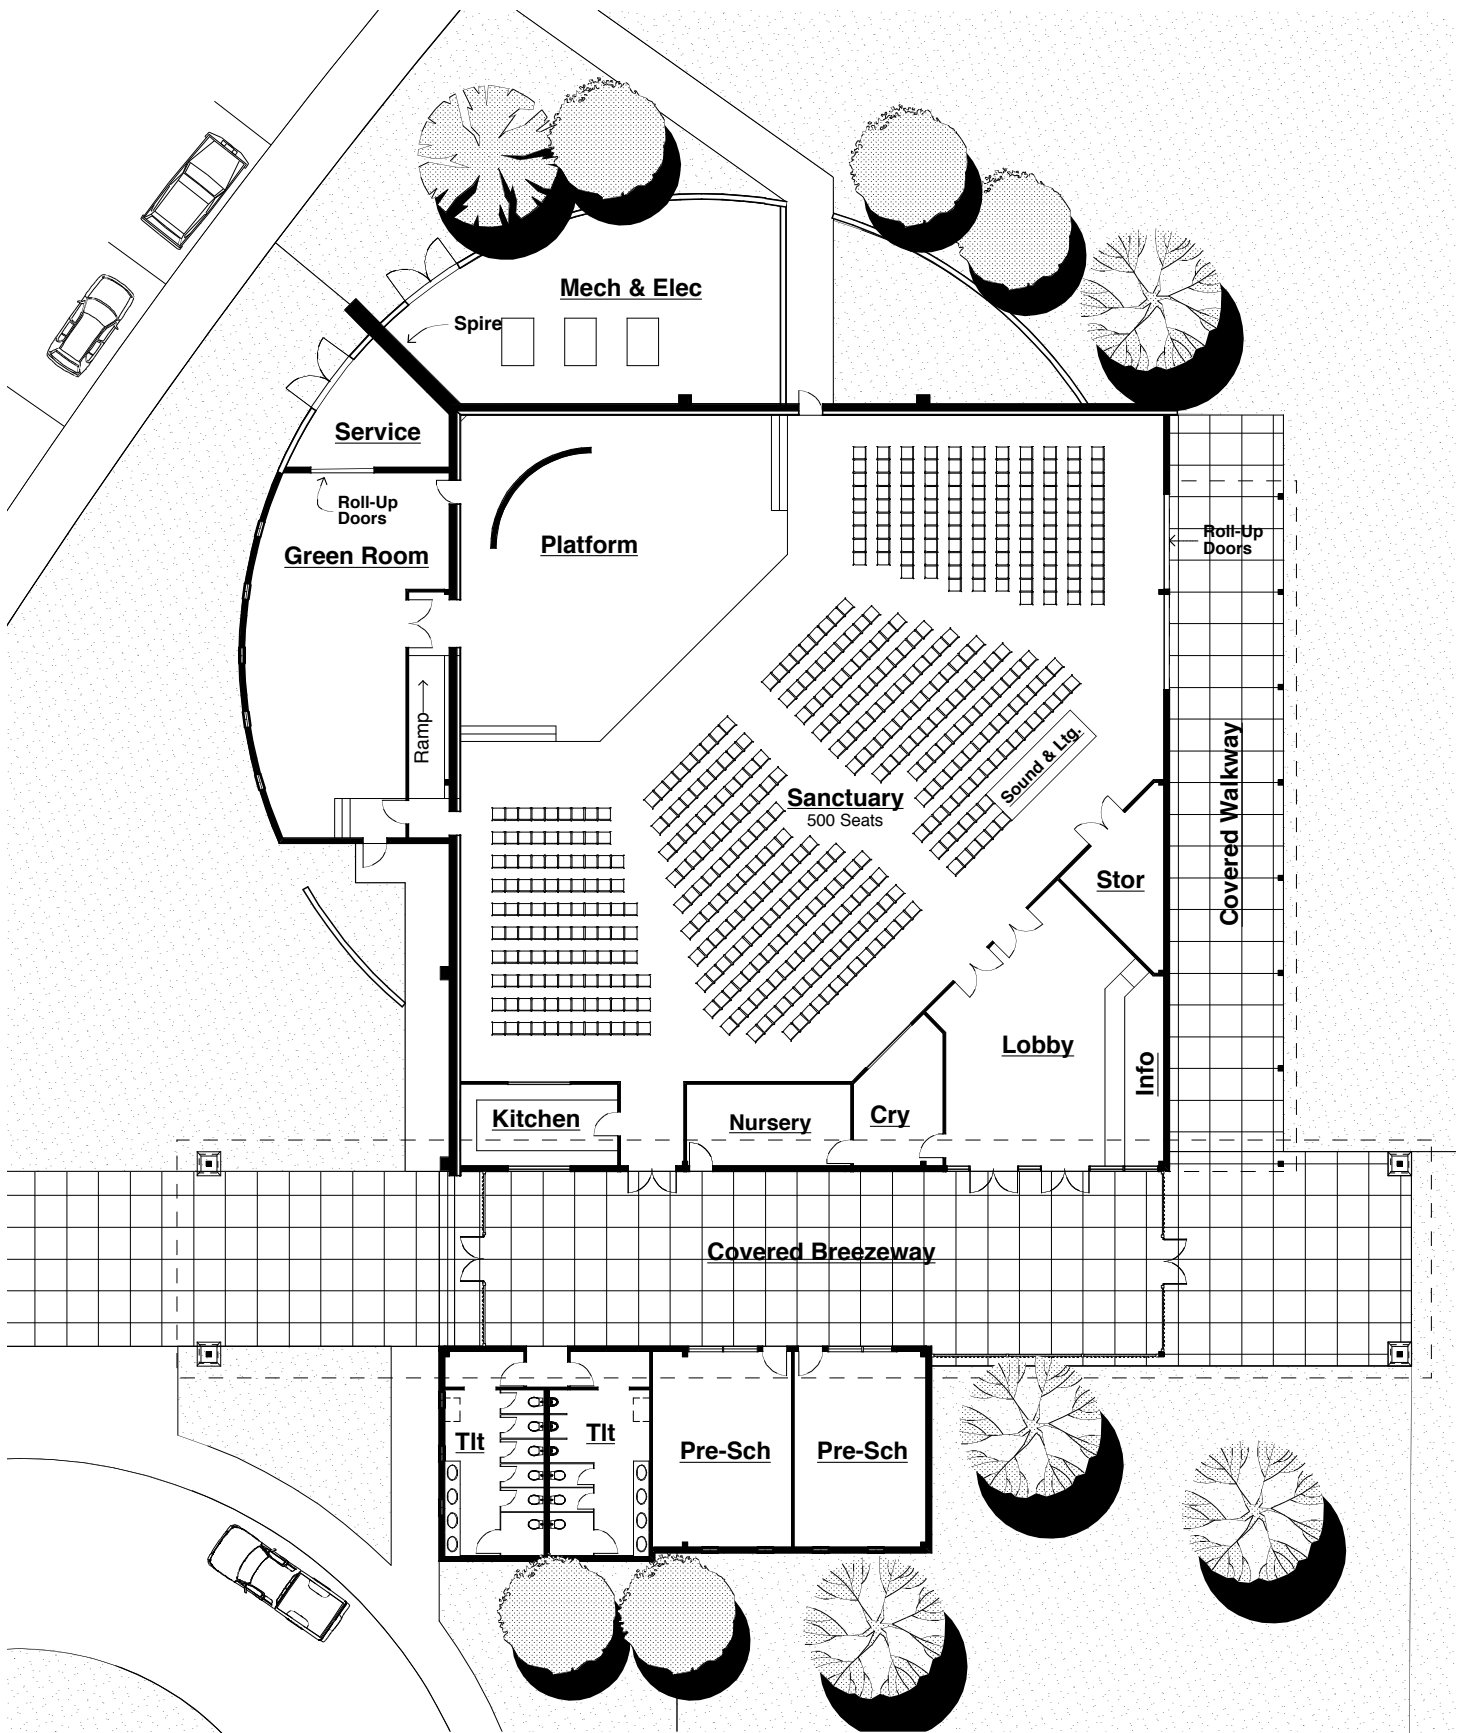 Mech & Elec
Spire
Service
Roll-Up
Doors
Green Room
Platform
Roll-Up
Doors
Ramp
Sound & Ltg.
Sanctuary
500 Seats
Covered Walkway
Stor
Lobby
Info
Kitchen
Nursery
Cry
Covered Breezeway
Tlt
Tlt
Pre-Sch
Pre-Sch